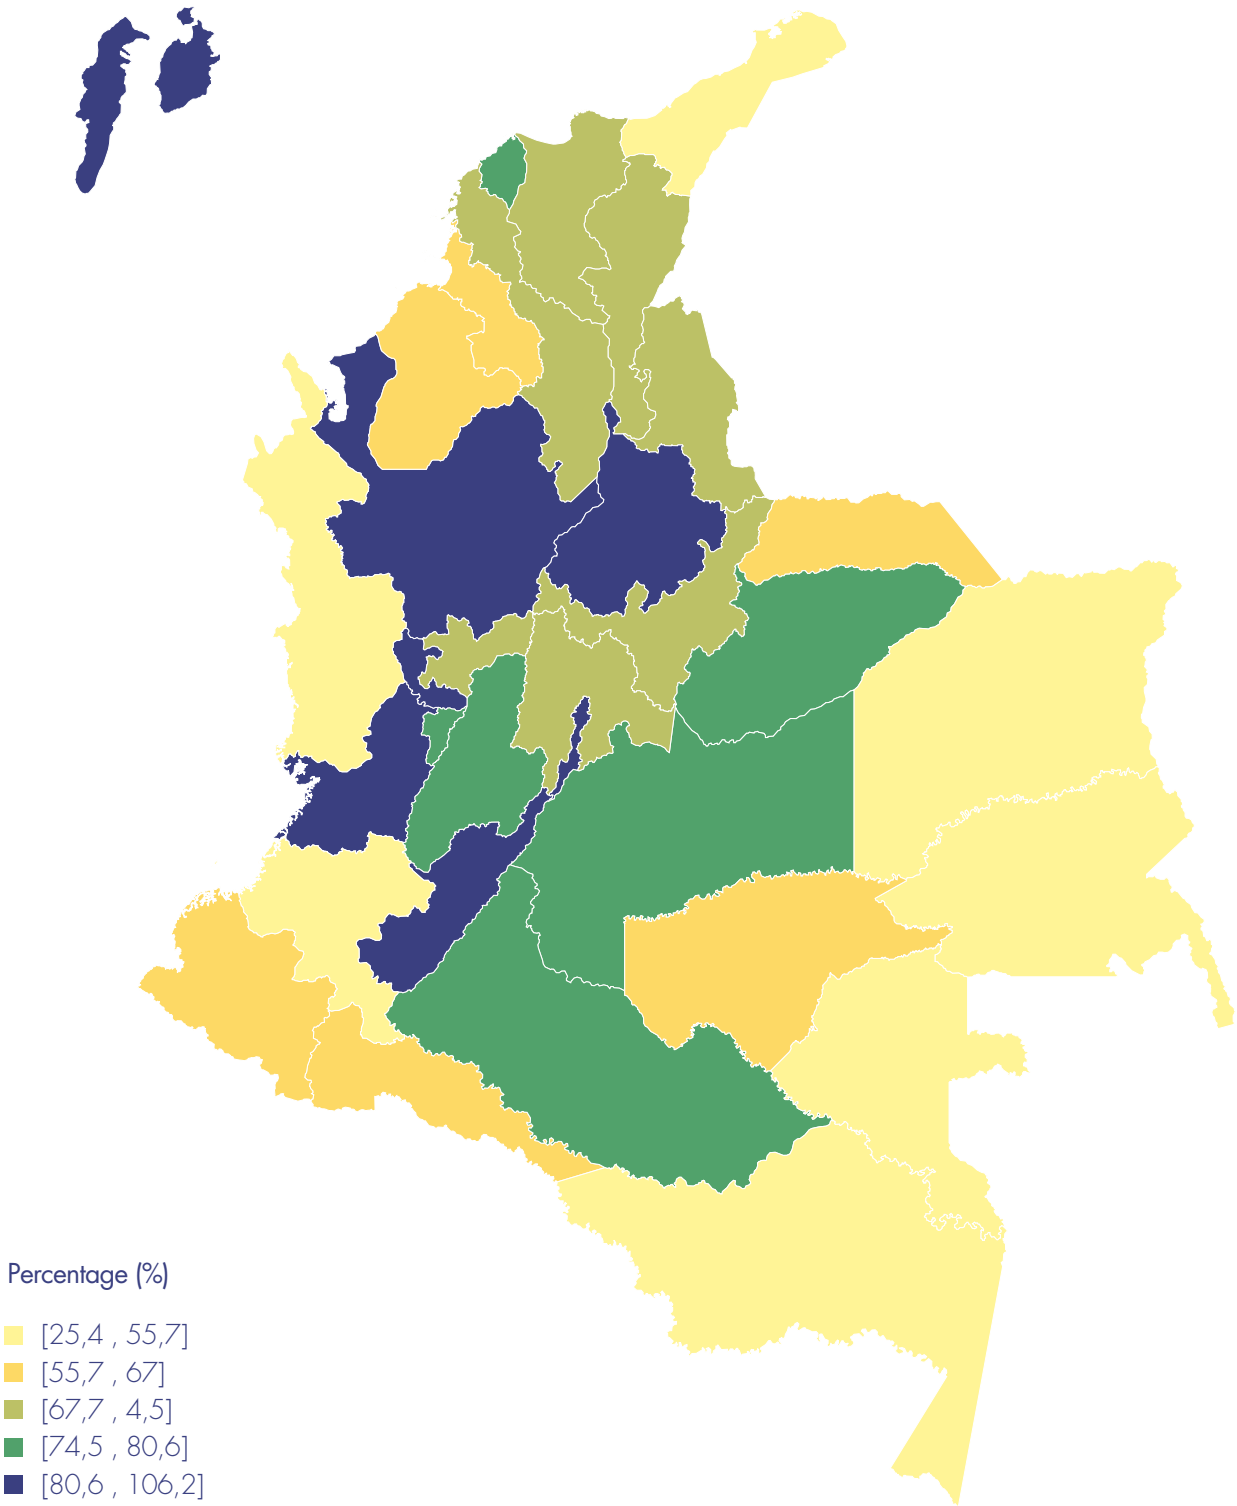 Percentage (%)
[25,4 , 55,7]
[55,7 , 67]
[67,7 , 4,5]
[74,5 , 80,6]
[80,6 , 106,2]